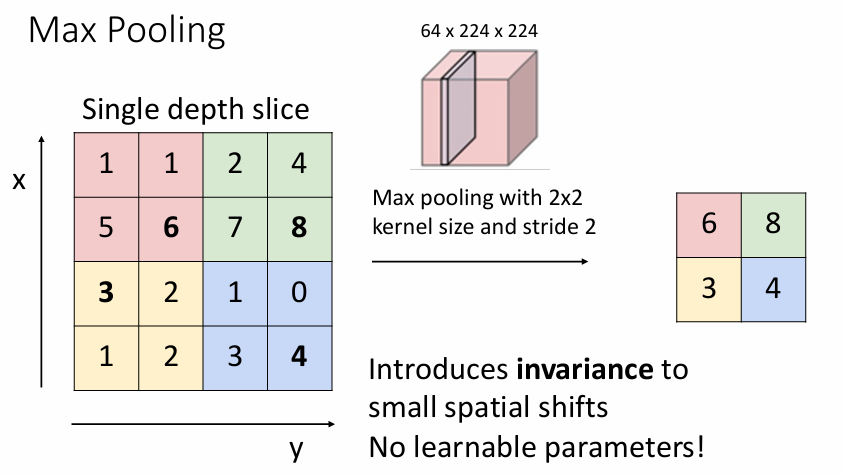 Max Pooling
64 x 224 x 224
Single depth slice
x
1 1 2 4
5 6 7 8
3 2 1 0
1 2 3 4
y
Max pooling with 2x2
kernel size and stride 2
6 8
3 4
Introduces invariance to
small spatial shifts
No learnable parameters!